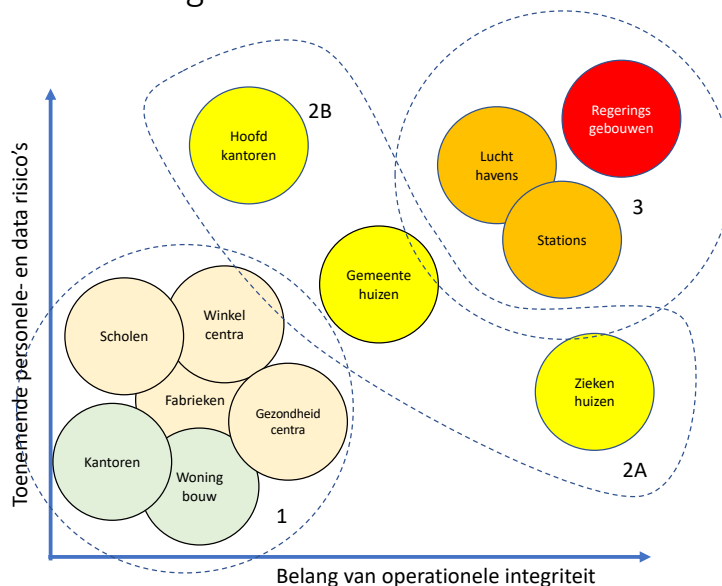 Toenemende personele- en data risico's
2B
Hoofd
kantoren
Regerings
gebouwen
Lucht
havens
3
Stations
Gemeente
huizen
Winkel
centra
Scholen
Zieken
huizen
Fabrieken
Gezondheid
centra
Kantoren
Woning
bouw
2A
1
Belang van operationele integriteit